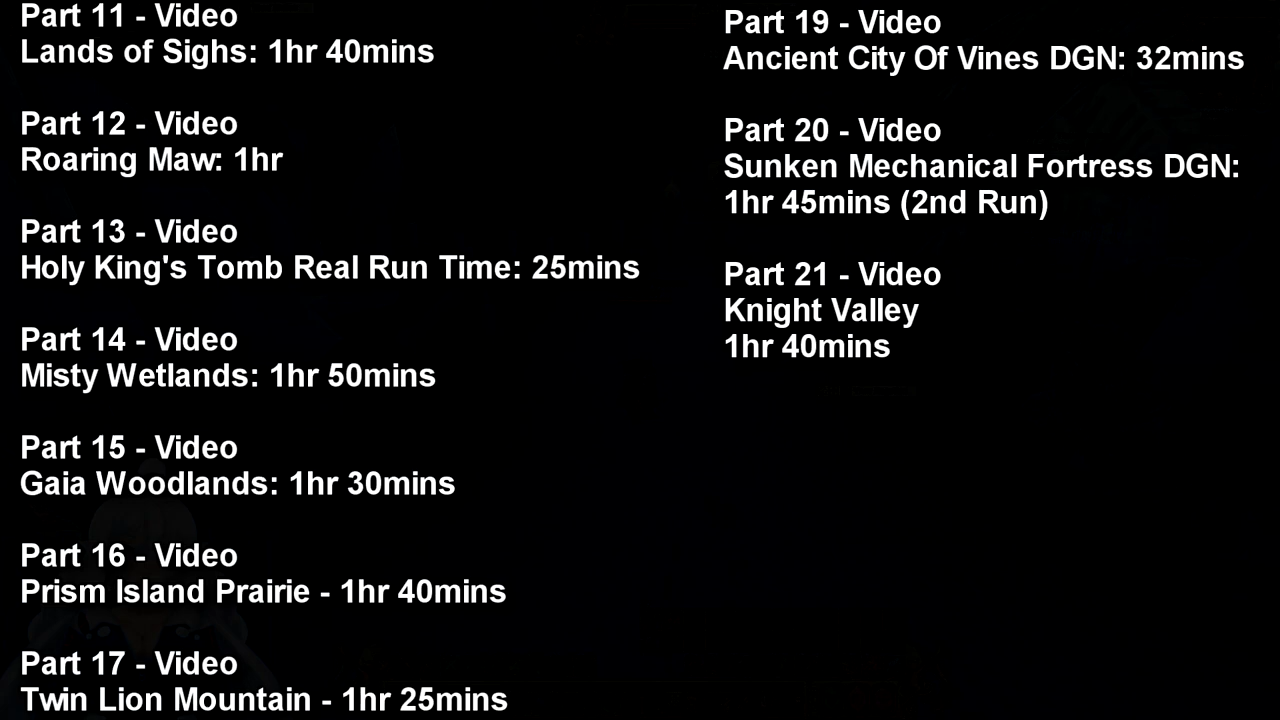 Part 11 - Video
Lands of Sighs: 1hr 40mins
Part 12 - Video
Roaring Maw: 1hr
Part 13 - Video
Holy King's Tomb Real Run Time: 25mins
Part 14 - Video
Misty Wetlands: 1hr 50mins
Part 15 - Video
Gaia Woodlands: 1hr 30mins
Part 16 - Video
Prism Island Prairie - 1hr 40mins
Part 17 - Video
Twin Lion Mountain - 1hr 25mins
Part 19 - Video
Ancient City Of Vines DGN: 32mins
Part 20 - Video
Sunken Mechanical Fortress DGN:
1hr 45mins (2nd Run)
Part 21 - Video
Knight Valley
1hr 40mins